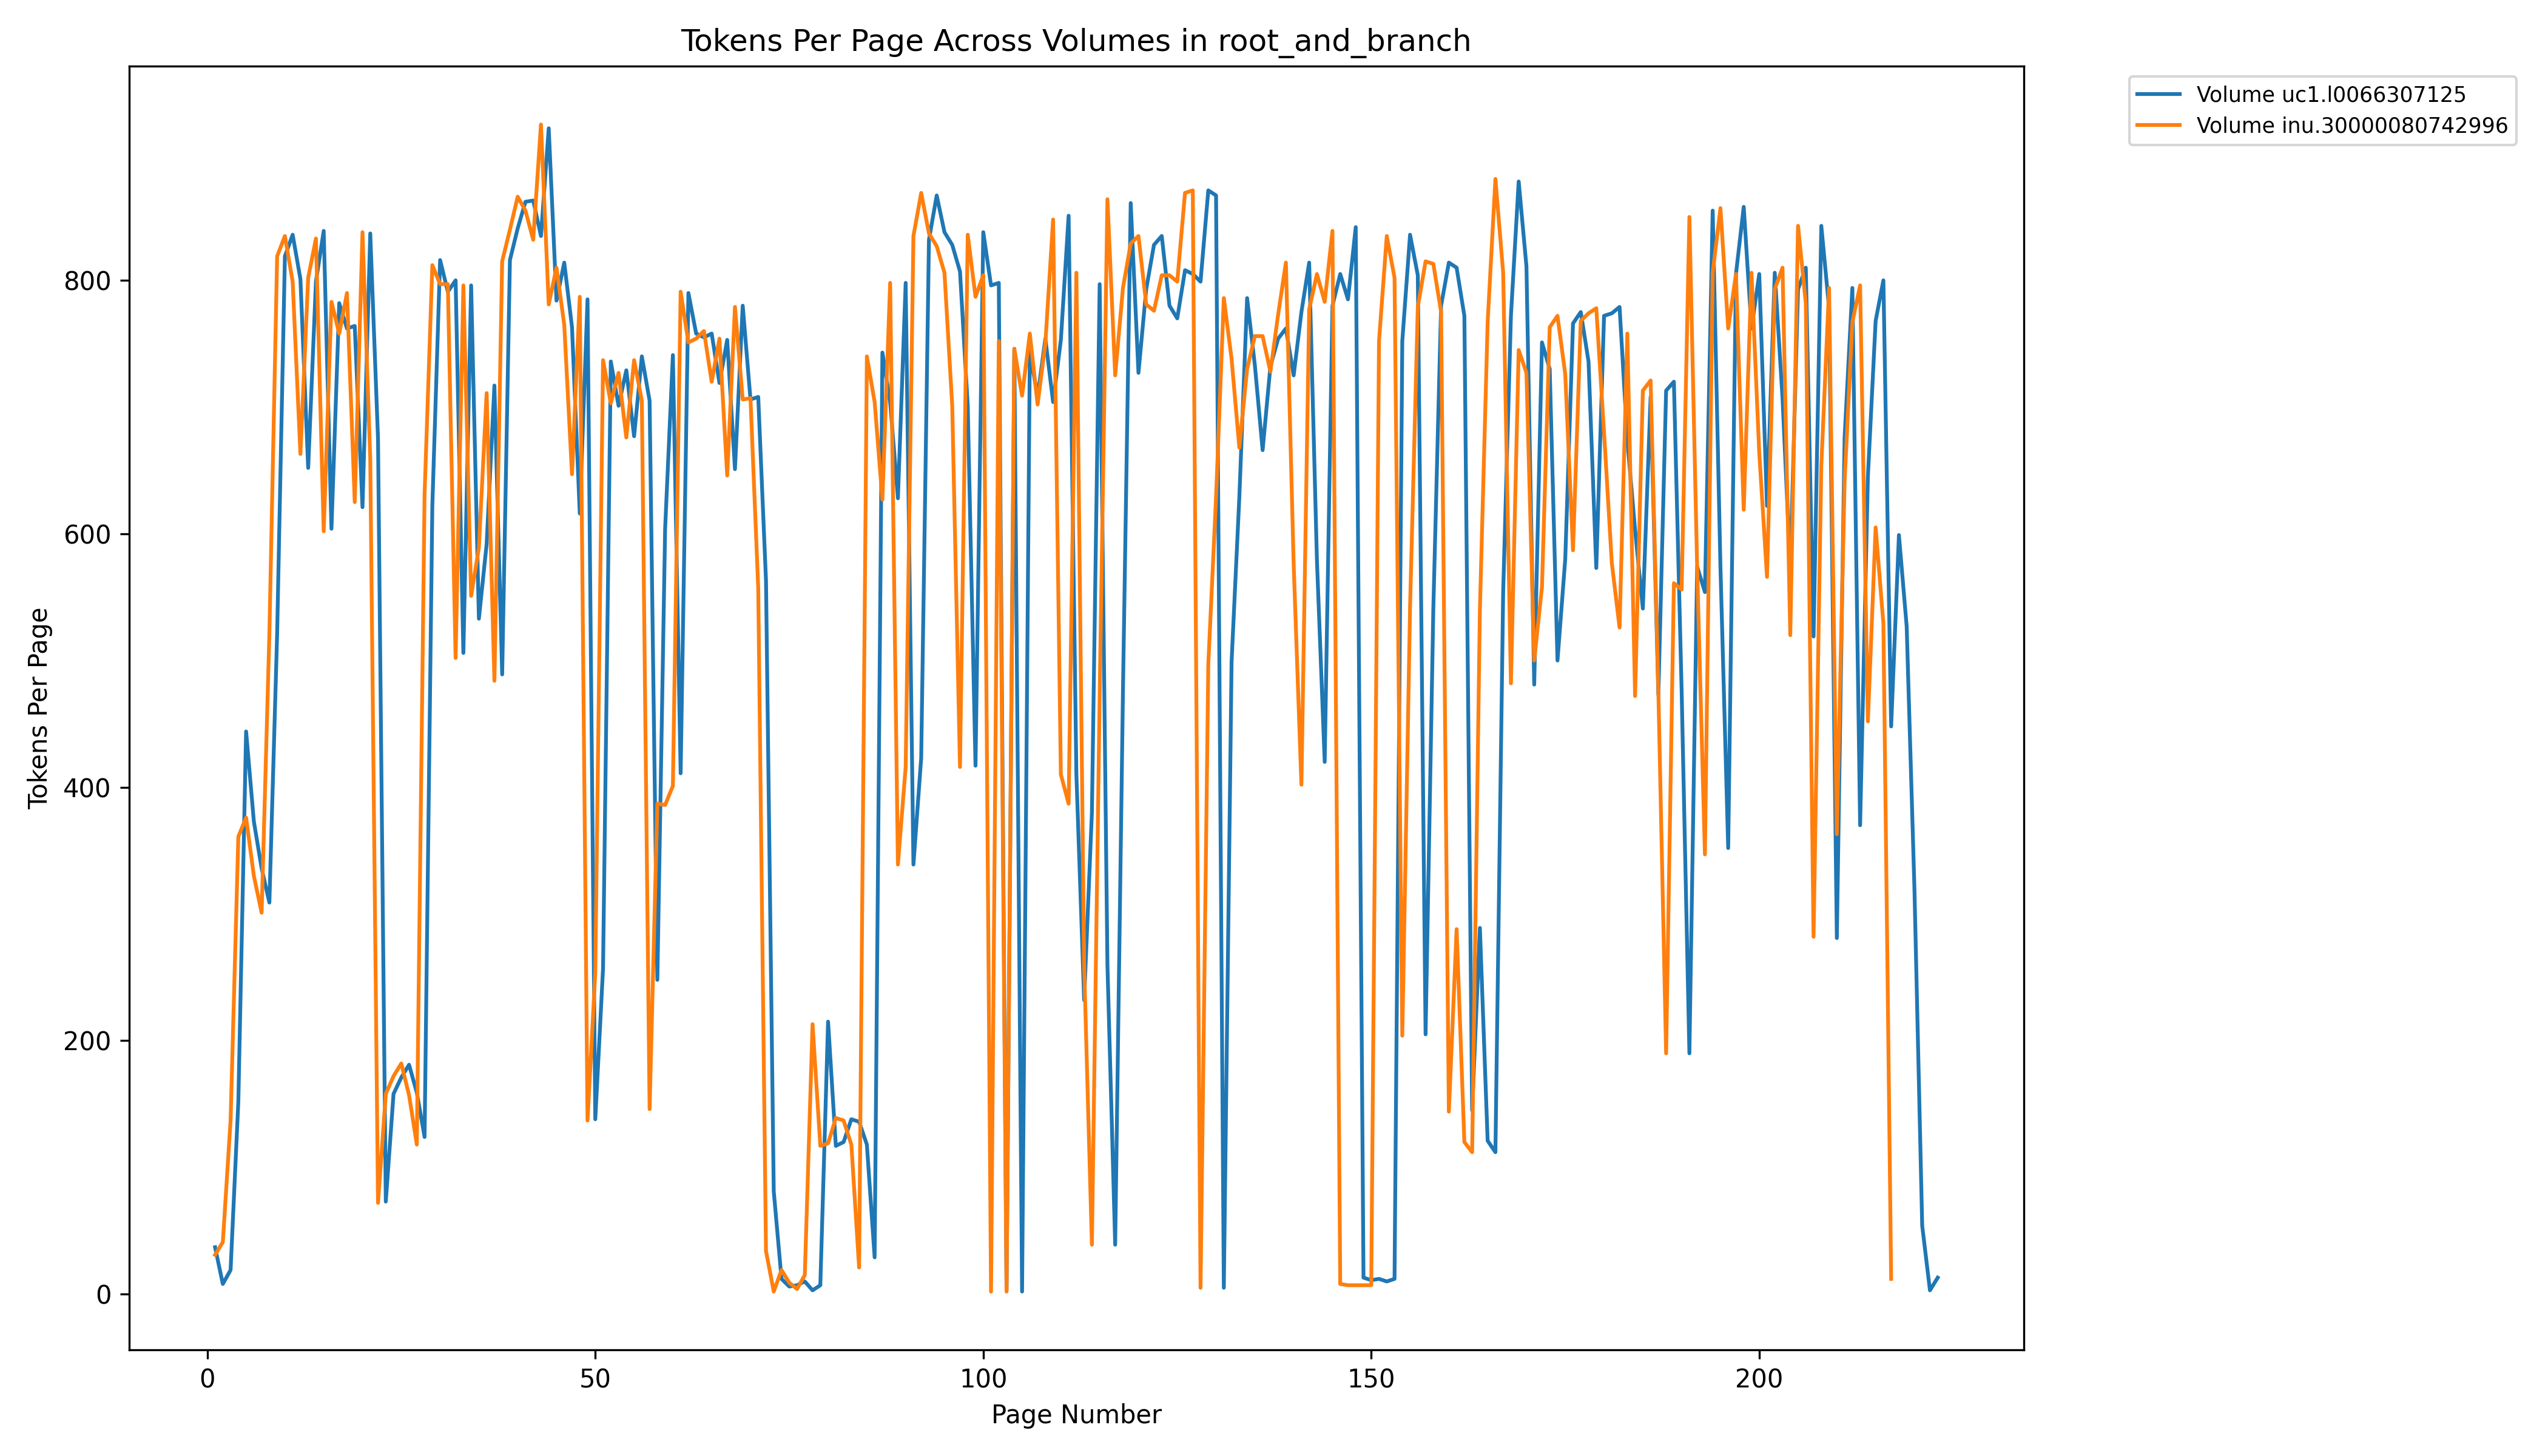 Tokens Per Page Across Volumes in root_and_branch
Volume uc1.l0066307125
Volume inu.30000080742996
Tokens Per Page
800
600
400
200
0
0
50
100
150
200
Page Number